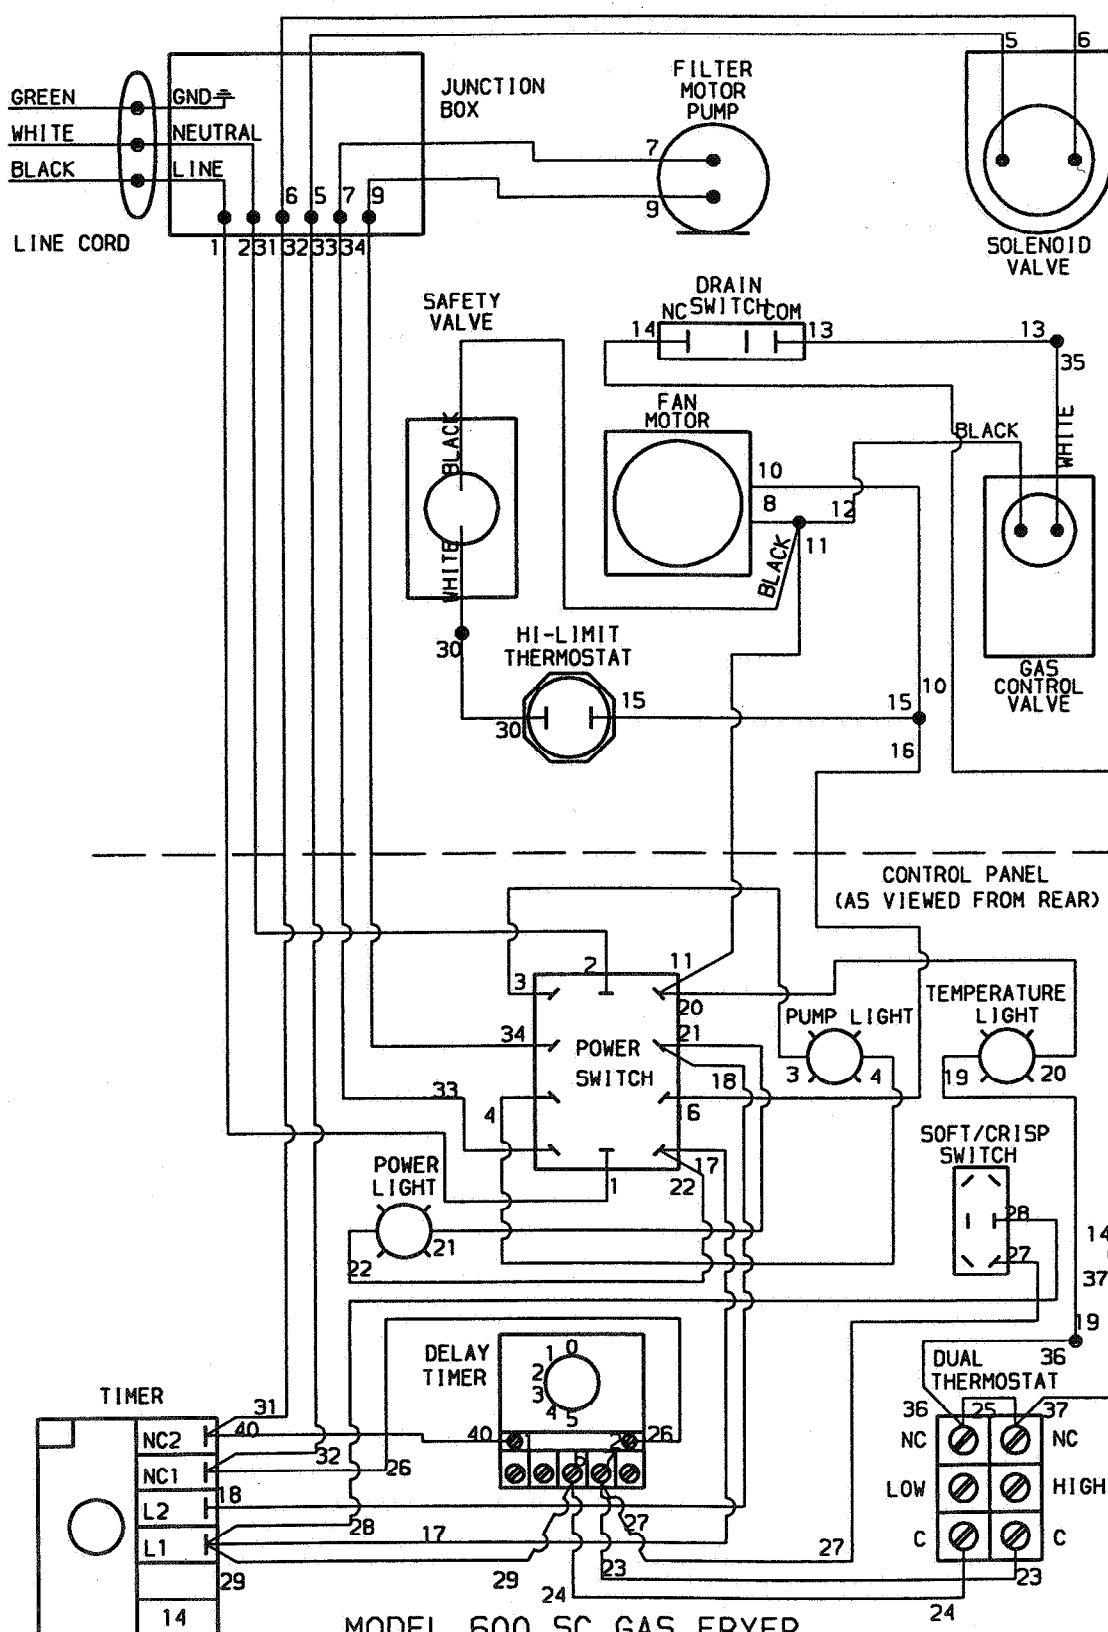 5 6
GREEN GND JUNCTION BOX FILTER MOTOR PUMP
WHITE NEUTRAL
BLACK LINE
7
9
6 5 7 9
LINE CORD
1 2 31 32 33 34
SOLENOID VALVE
SAFETY VALVE
DRAIN SWITCH
NC COM
14 13 13
35
BLACK
WHITE
FAN MOTOR
10
8 12
11
BLACK
BLACK
WHITE
30
HI-LIMIT THERMOSTAT
30 15 15
10
16
GAS CONTROL VALVE
CONTROL PANEL
(AS VIEWED FROM REAR)
3 2 11
20
34 21
POWER SWITCH
18
33 4 16
17
1 22
PUMP LIGHT
3 4
TEMPERATURE LIGHT
19 20
SOFT/CRISP SWITCH
28
27
14
37
19
36
POWER LIGHT
22 21
DELAY TIMER
0
1
2
3
4
5
40 1 2 26
6
DUAL THERMOSTAT
36 25 37
NC NC
LOW HIGH
C C
TIMER
31
40
NC2
32 26
NC1
18
L2
28 17
L1
29
14
29 24 23 27 27 23
24
MODEL 600 SC GAS FRYER